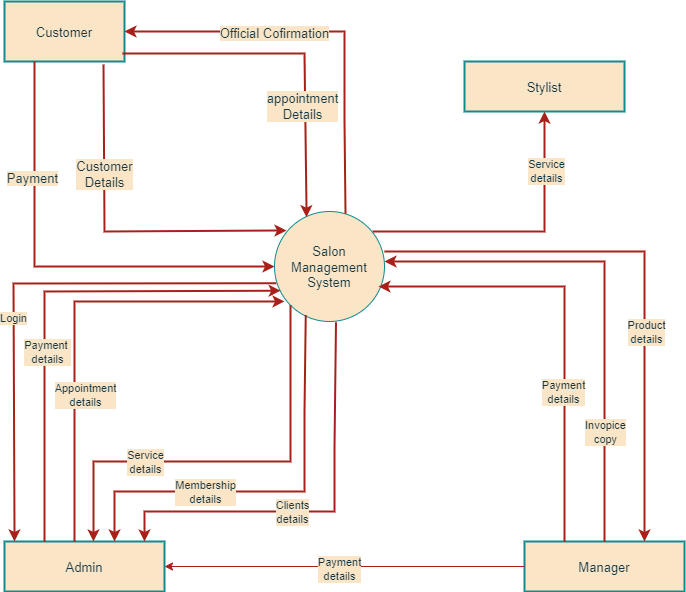 Customer
Official Cofirmation
Stylist
appointment
Details
Payment
Customer
Details
Service
details
Salon
Management
System
Login
Payment
details
Appointment
details
Product
details
Payment
details
Invopice
copy
Service
details
Membership
details
Clients
details
Admin
Payment
details
Manager